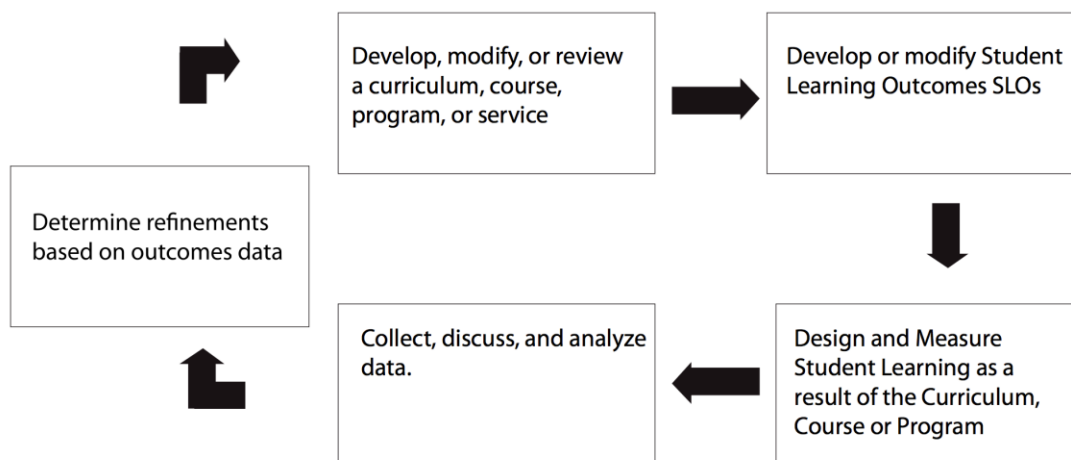 Develop, modify, or review
a curriculum, course,
program, or service
Develop or modify Student
Learning Outcomes SLOs
Design and Measure
Student Learning as a
result of the Curriculum,
Course or Program
Collect, discuss, and analyze
data.
Determine refinements
based on outcomes data